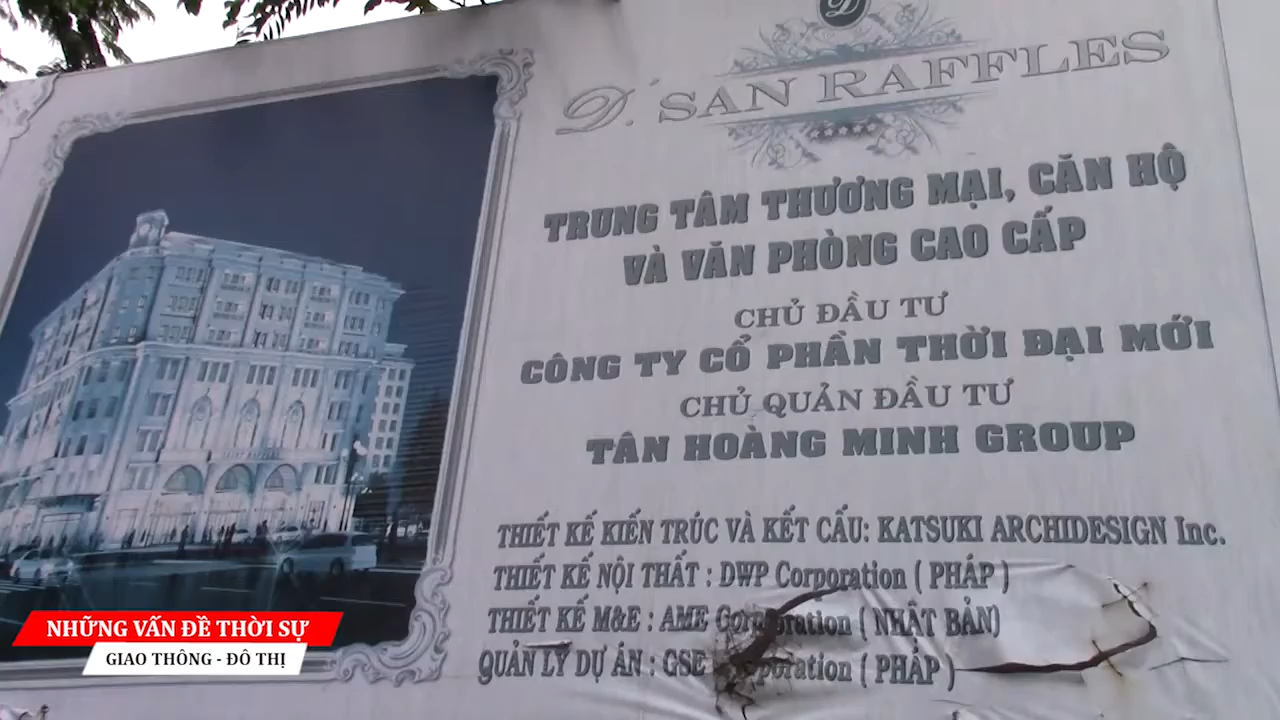 D
D. SAN RAFFLES
TRUNG TÂM THƯƠNG MẠI, CĂN HỘ
VÀ VĂN PHÒNG CAO CẤP
CHỦ ĐẦU TƯ
CÔNG TY CỔ PHẦN THỜI ĐẠI MỚI
CHỦ QUẢN ĐẦU TƯ
TÂN HOÀNG MINH GROUP
THIẾT KẾ KIẾN TRÚC VÀ KẾT CẤU: KATSUKI ARCHIDESIGN Inc.
THIẾT KẾ NỘI THẤT : DWP Corporation ( PHÁP )
THIẾT KẾ M&E : AME Corporation ( NHẬT BẢN)
QUẢN LÝ DỰ ÁN : GSE Corporation ( PHÁP )
NHỮNG VẤN ĐỀ THỜI SỰ
GIAO THÔNG - ĐÔ THỊ